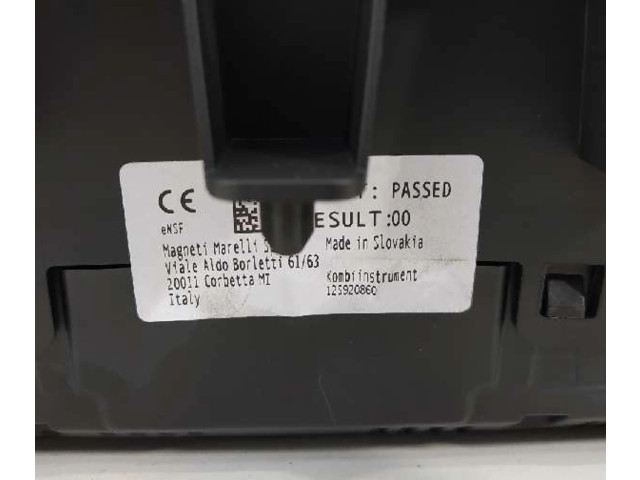 CE
: PASSED
eNSF
ESULT:00
Magneti Marelli S
Made in Slovakia
Viale Aldo Borletti 61/63
20011 Corbetta MI
Kombiinstrument
Italy
125920860